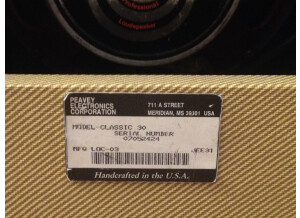 Loudspeaker
PEAVEY
ELECTRONICS
CORPORATION
711 A STREET
MERIDIAN, MS 39301 USA
MODEL-CLASSIC 30
SERIAL NUMBER
07052424
MFG LOC-03
Handcrafted in the U.S.A.